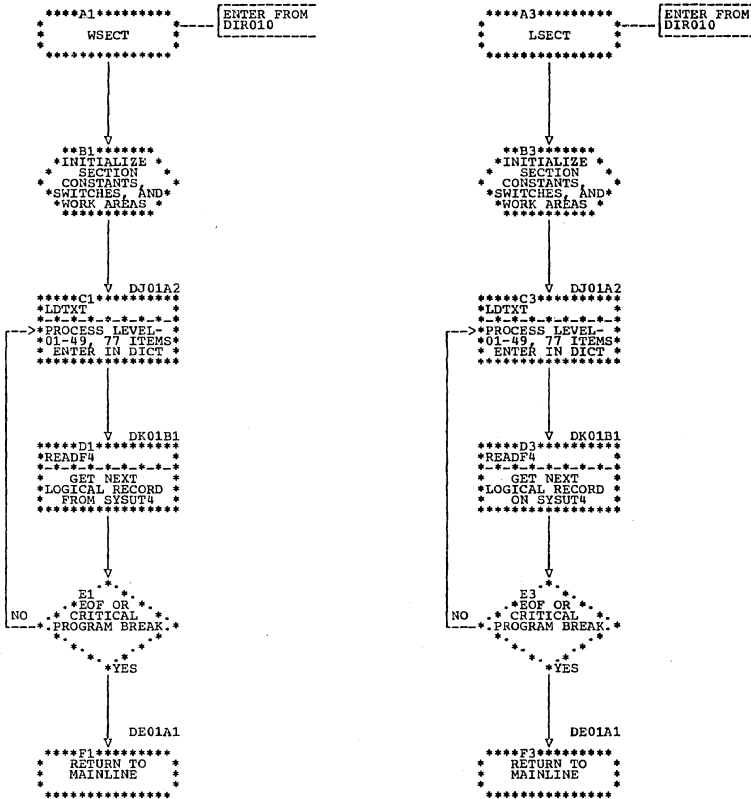 A1
WSECT
ENTER FROM
DIR010
B1
INITIALIZE
SECTION
CONSTANTS,
SWITCHES, AND
WORK AREAS
DJ01A2
C1
LDTXT
PROCESS LEVEL-
01-49, 77 ITEMS
ENTER IN DICT
DK01B1
D1
READF4
GET NEXT
LOGICAL RECORD
FROM SYSUT4
E1
EOF OR
CRITICAL
PROGRAM BREAK
NO
YES
DE01A1
F1
RETURN TO
MAINLINE
A3
LSECT
ENTER FROM
DIR010
B3
INITIALIZE
SECTION
CONSTANTS,
SWITCHES, AND
WORK AREAS
DJ01A2
C3
LDTXT
PROCESS LEVEL-
01-49, 77 ITEMS
ENTER IN DICT
DK01B1
D3
READF4
GET NEXT
LOGICAL RECORD
ON SYSUT4
E3
EOF OR
CRITICAL
PROGRAM BREAK
NO
YES
DE01A1
F3
RETURN TO
MAINLINE